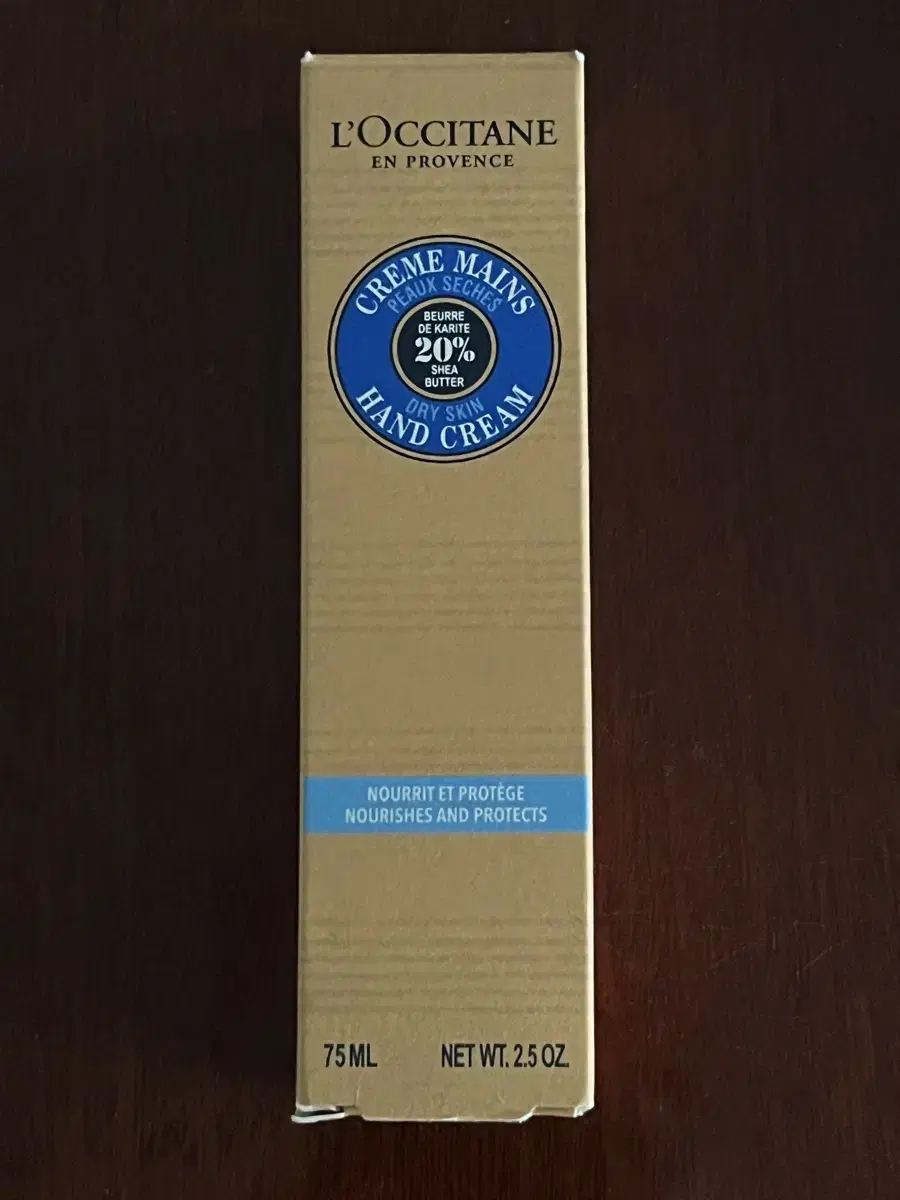 L'OCCITANE
EN PROVENCE
CREME MAINS
PEAUX SECHES
BEURRE
DE KARITE
20%
SHEA
BUTTER
DRY SKIN
HAND CREAM
NOURRIT ET PROTÈGE
NOURISHES AND PROTECTS
75 ML NET WT. 2.5 OZ.